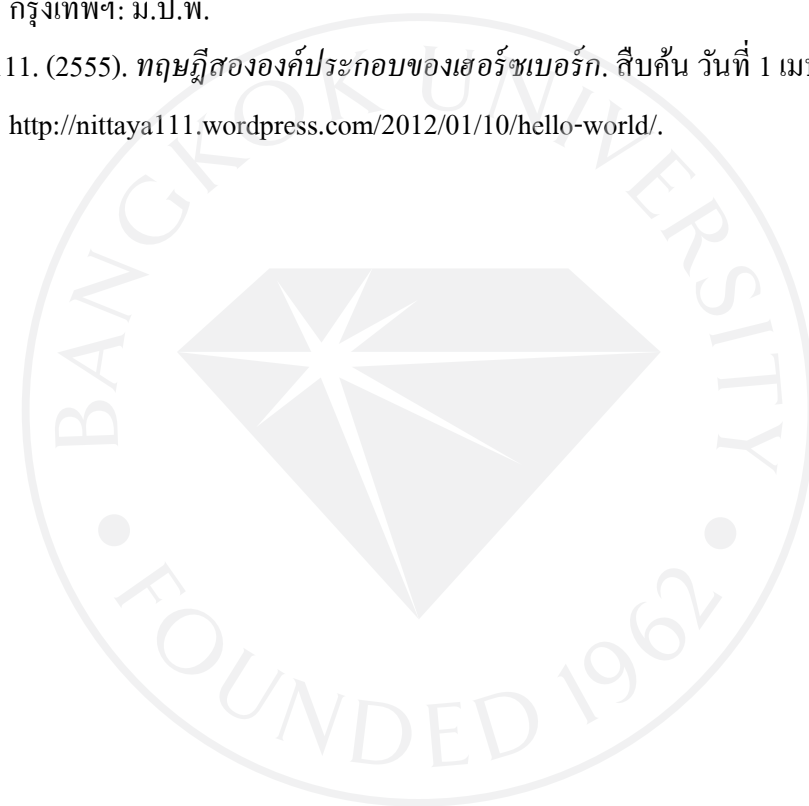 กรุงเทพฯ: ม.ป.พ.
11. (2555). ทฤษฎีสององค์ประกอบของเฮอร์ซเบอร์ก. สืบค้น วันที่ 1
http://nittaya111.wordpress.com/2012/01/10/hello-world/.
BANGKOK UNIVERSITY
• FOUNDED 1962 •